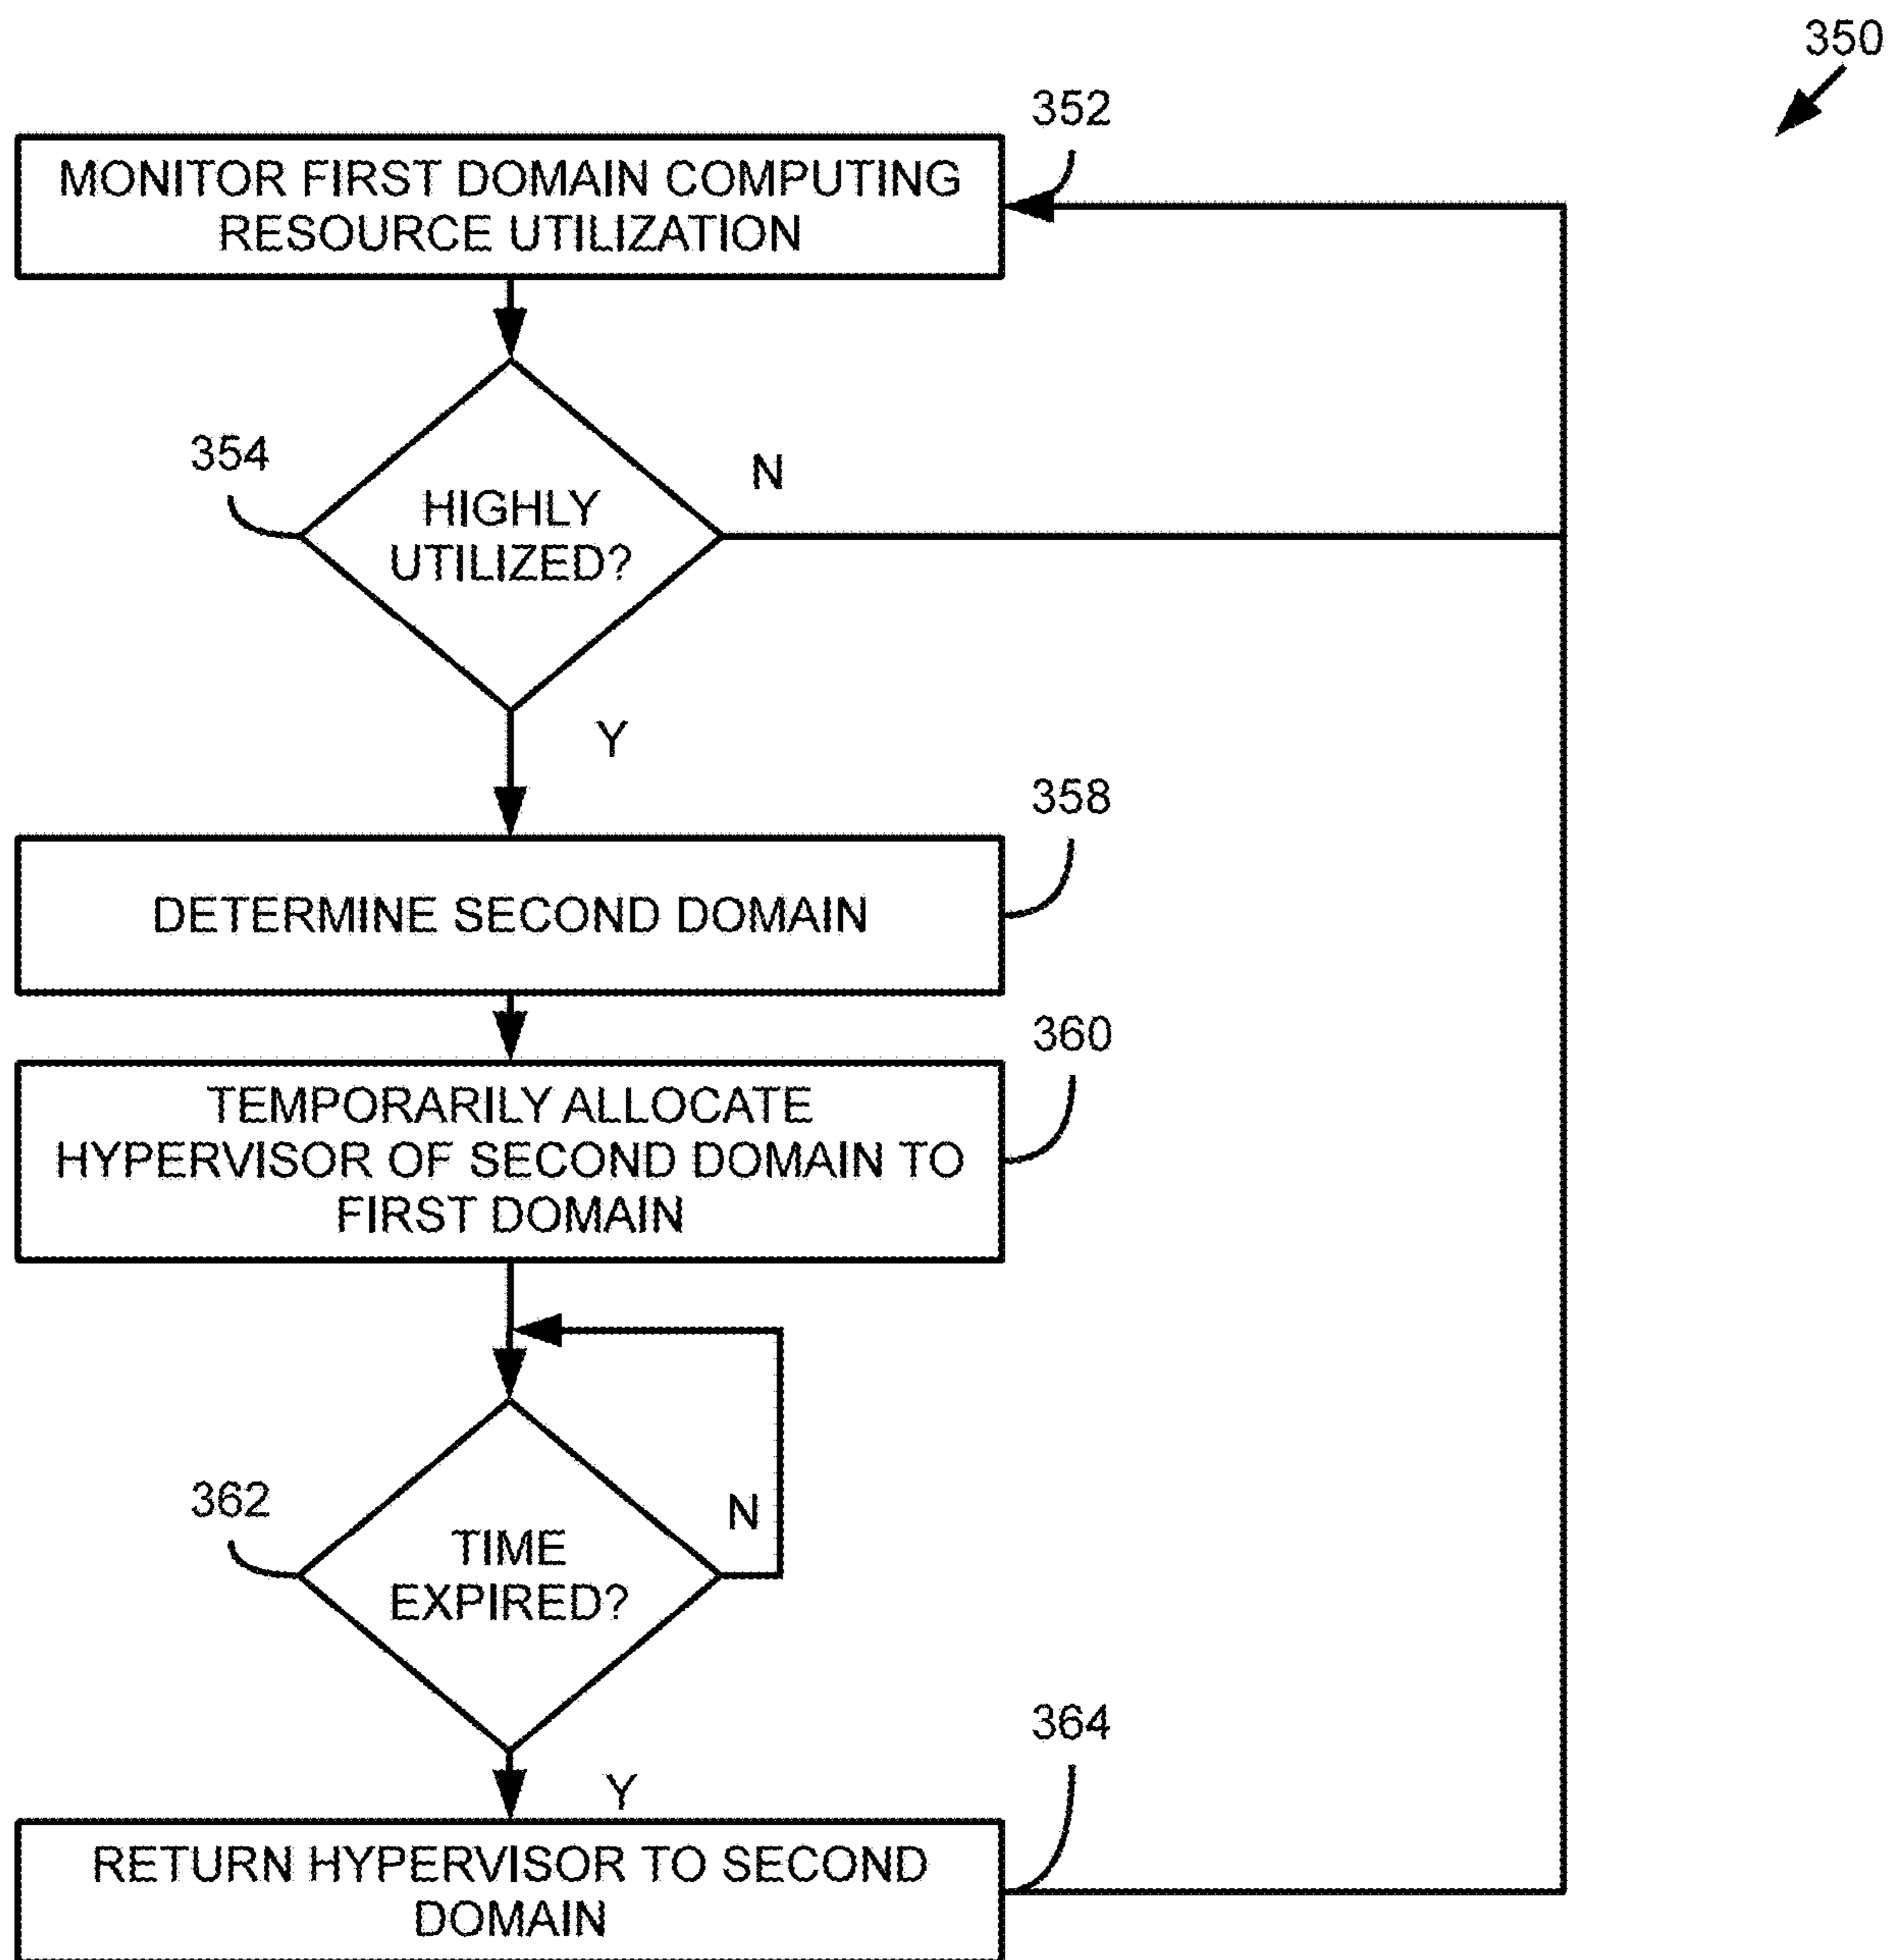 350
352
MONITOR FIRST DOMAIN COMPUTING
RESOURCE UTILIZATION
354
N
HIGHLY
UTILIZED?
Y
358
DETERMINE SECOND DOMAIN
360
TEMPORARILY ALLOCATE
HYPERVISOR OF SECOND DOMAIN TO
FIRST DOMAIN
362
N
TIME
EXPIRED?
364
Y
RETURN HYPERVISOR TO SECOND
DOMAIN